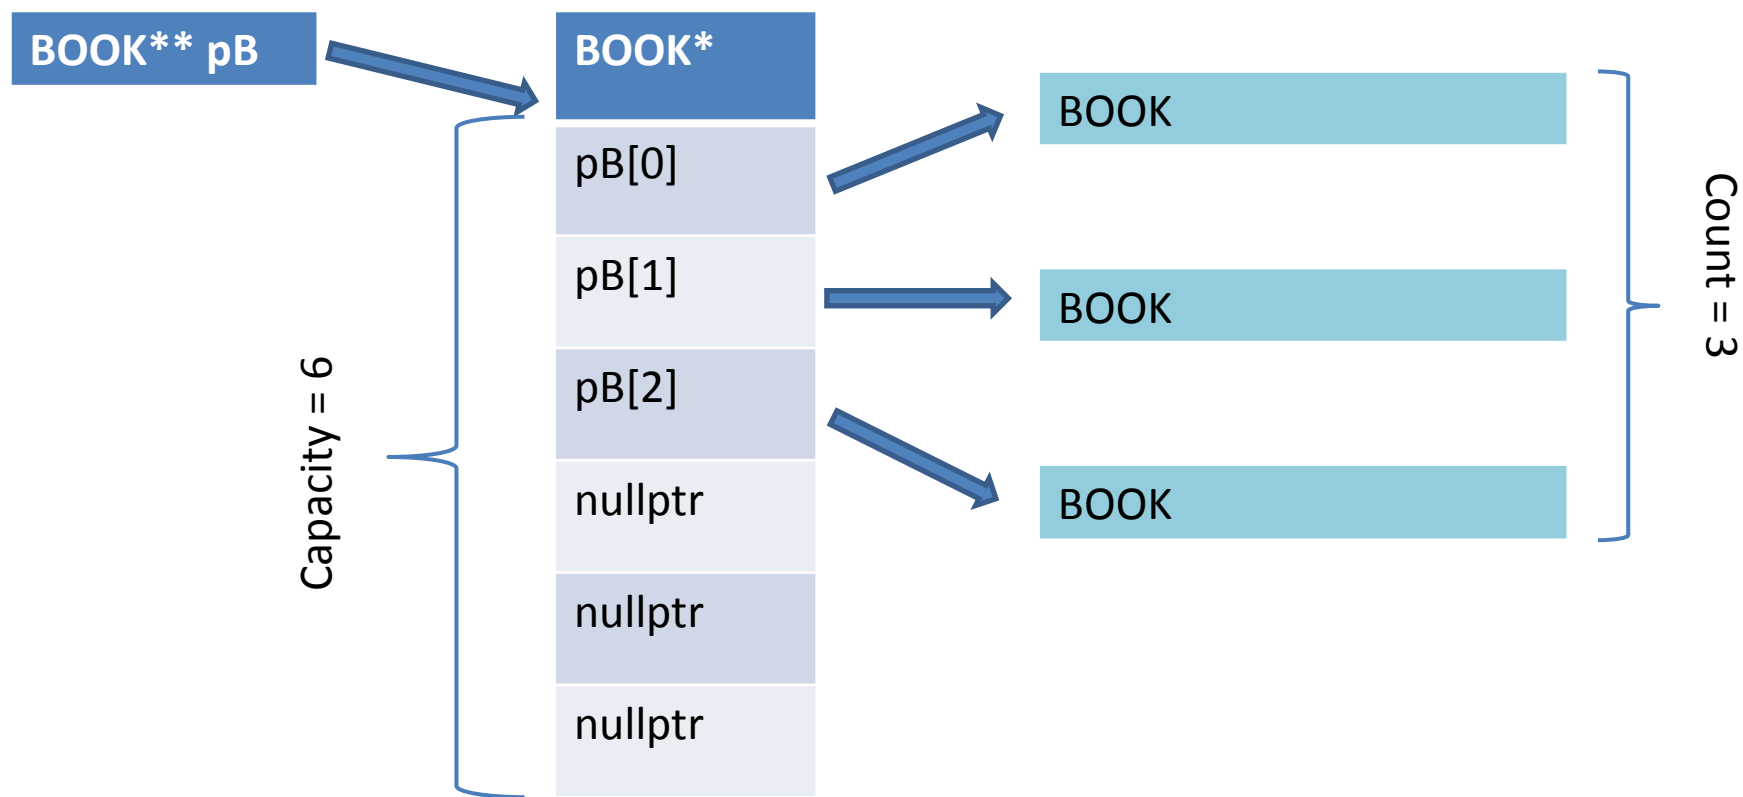 BOOK** pB
BOOK*
pB[0]
pB[1]
pB[2]
nullptr
nullptr
nullptr
Capacity = 6
BOOK
BOOK
BOOK
Count = 3